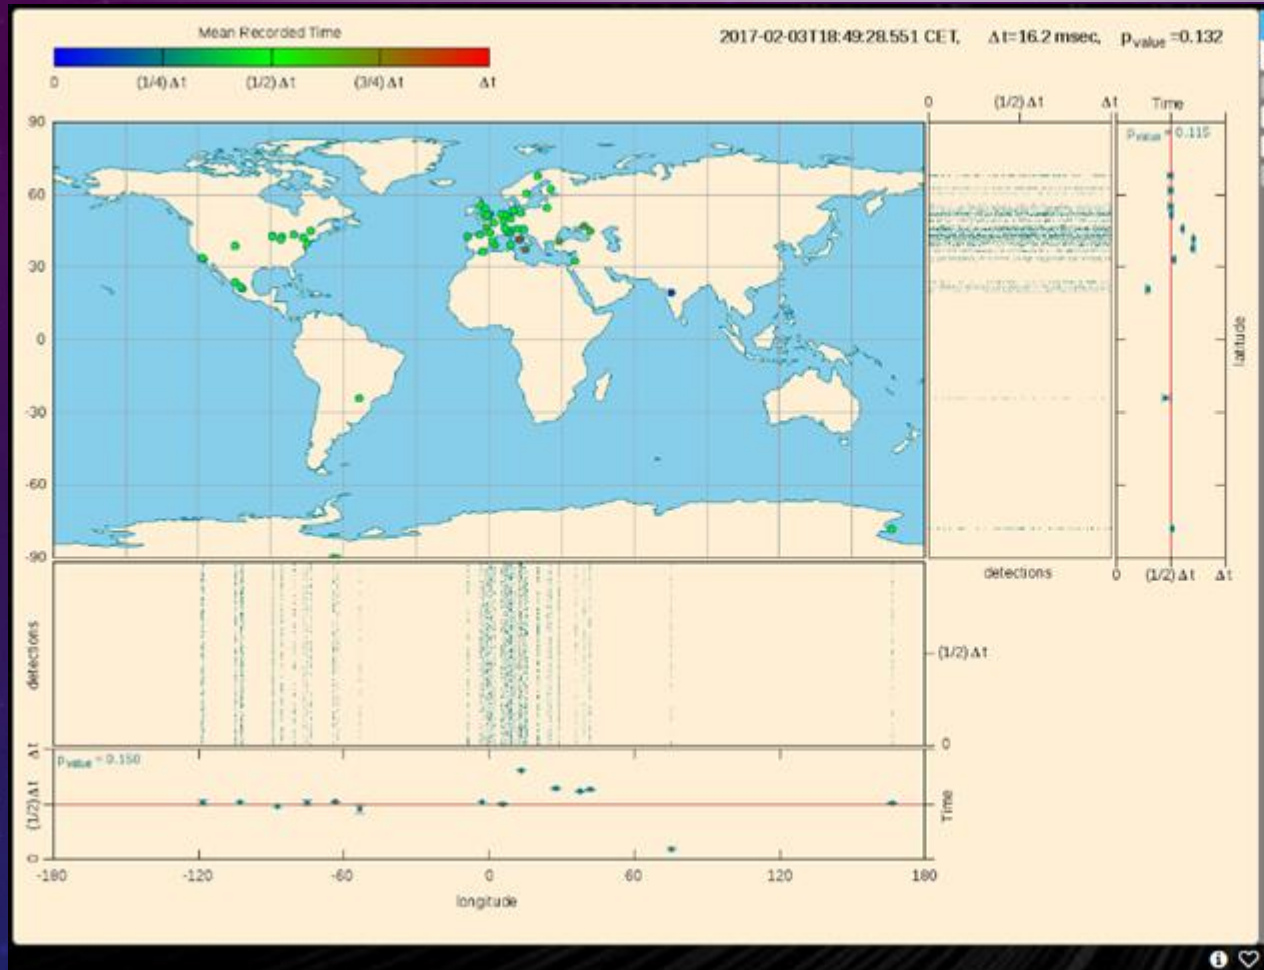 Mean Recorded Time
0 (1/4) Δt (1/2) Δt (3/4) Δt Δt
2017-02-03T18:49:28.551 CET, Δt=16.2 msec, pvalue =0.132
0 (1/2) Δt Δt Time
Pvalue = 0.115
90
60
30
0
-30
-60
-90
latitude
detections
0 (1/2) Δt Δt
detections
(1/2) Δt
0
Pvalue = 0.150
Δt
(1/2) Δt
0
Time
-180 -120 -60 0 60 120 180
longitude